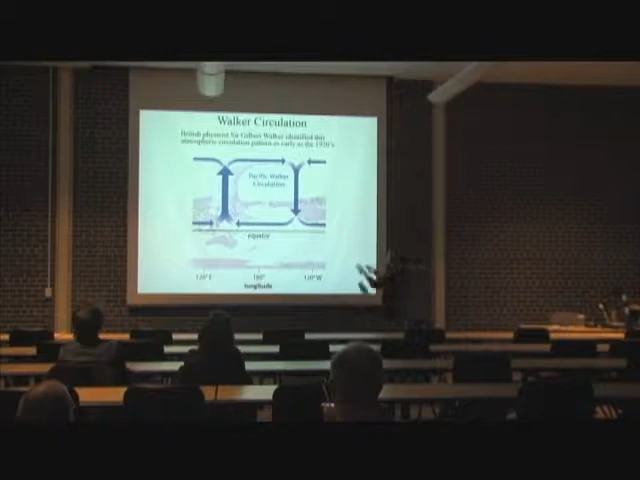 Walker Circulation
British physicist Sir Gilbert Walker identified this
atmospheric circulation pattern as early as the 1920's
Pacific Walker
Circulation
equator
120°E 180° 120°W
longitude